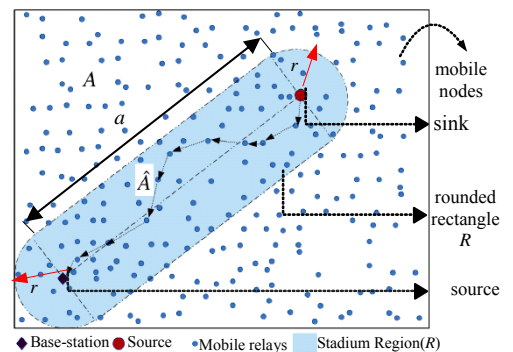 A
r
mobile
nodes
a
sink
Â
rounded
rectangle
R
r
source
Base-station Source Mobile relays Stadium Region(R)